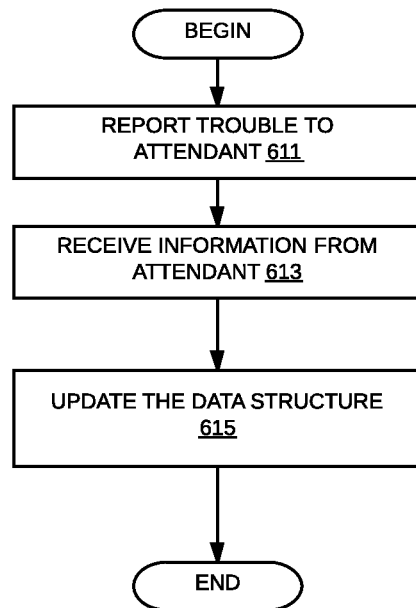 BEGIN
REPORT TROUBLE TO
ATTENDANT 611
RECEIVE INFORMATION FROM
ATTENDANT 613
UPDATE THE DATA STRUCTURE
615
END